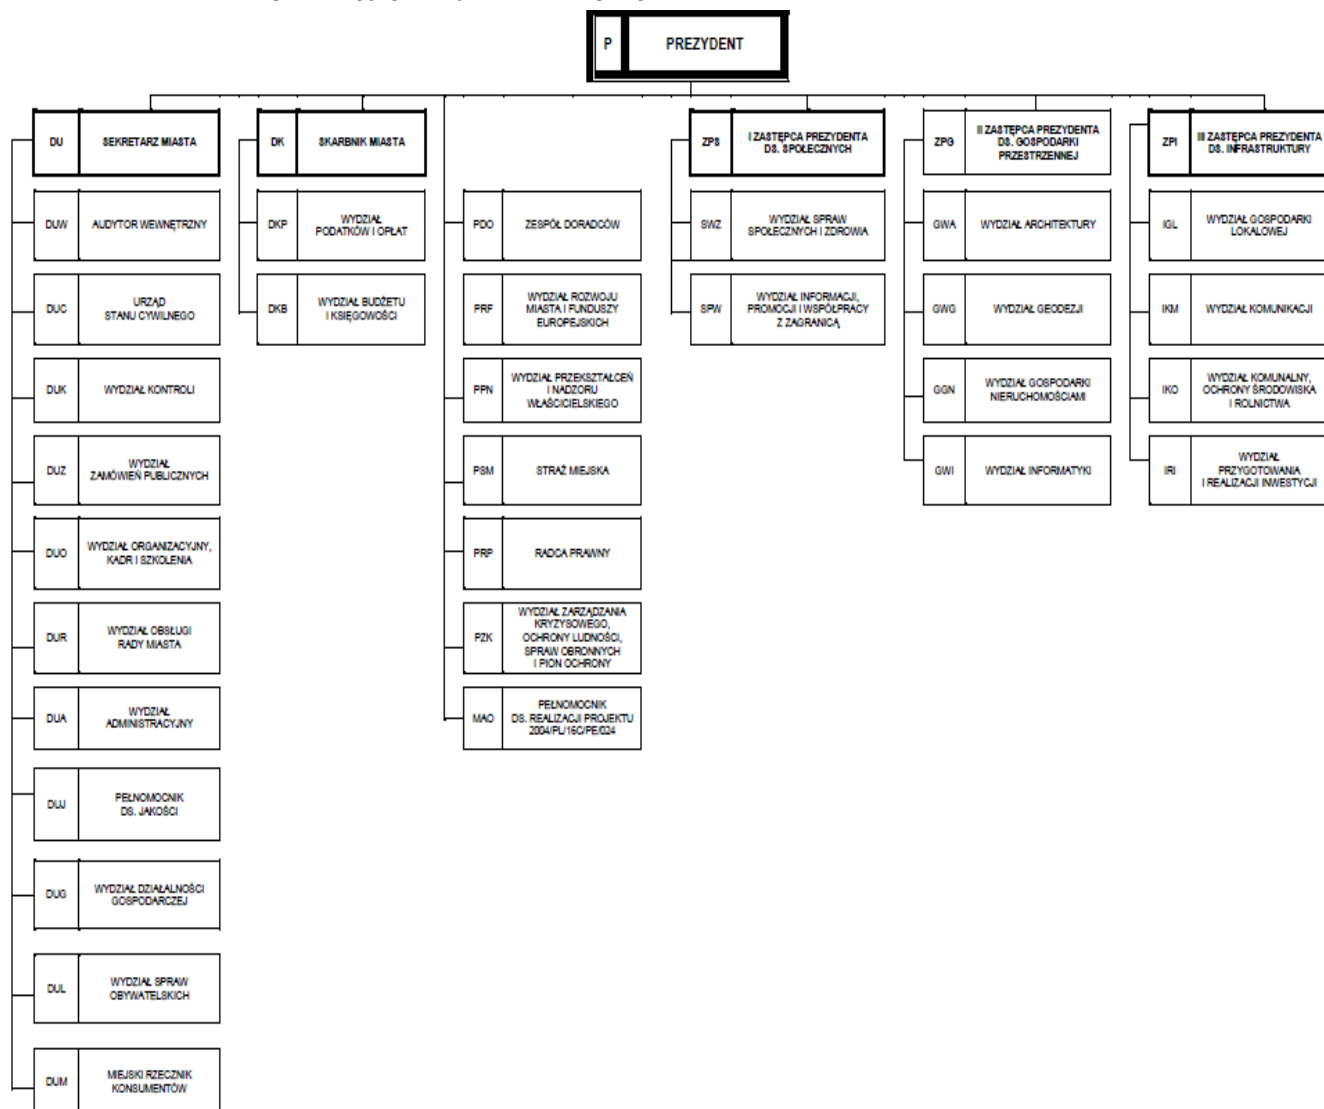 P
PREZYDENT
DU
SEKRETARZ MIASTA
DUW
AUDYTOR WEWNĘTRZNY
DUC
URZĄD
STANU CYWILNEGO
DUK
WYDZIAŁ KONTROLI
DUZ
WYDZIAŁ
ZAMÓWIEŃ PUBLICZNYCH
DUO
WYDZIAŁ ORGANIZACYJNY,
KADR I SZKOLENIA
DUR
WYDZIAŁ OBSŁUGI
RADY MIASTA
DUA
WYDZIAŁ
ADMINISTRACYJNY
DUJ
PEŁNOMOCNIK
DS. JAKOŚCI
DUG
WYDZIAŁ DZIAŁALNOŚCI
GOSPODARCZEJ
DUL
WYDZIAŁ SPRAW
OBYWATELSKICH
DUM
MIEJSKI RZECZNIK
KONSUMENTÓW
DK
SKARBNIK MIASTA
DKP
WYDZIAŁ
PODATKÓW I OPŁAT
DKB
WYDZIAŁ BUDŻETU
I KSIĘGOWOŚCI
PDO
ZESPÓŁ DORADCÓW
PRF
WYDZIAŁ ROZWOJU
MIASTA I FUNDUSZY
EUROPEJSKICH
PPN
WYDZIAŁ PRZEKSZTAŁCEŃ
I NADZORU
WŁAŚCICIELSKIEGO
PSM
STRAŻ MIEJSKA
PRP
RADCA PRAWNY
PZK
WYDZIAŁ ZARZĄDZANIA
KRYZYSOWEGO,
OCHRONY LUDNOŚCI,
SPRAW OBRONNYCH
I PION OCHRONY
MAO
PEŁNOMOCNIK
DS. REALIZACJI PROJEKTU
2004/PL/16C/PE/024
ZPS
I ZASTĘPCA PREZYDENTA
DS. SPOŁECZNYCH
SWZ
WYDZIAŁ SPRAW
SPOŁECZNYCH I ZDROWIA
SPW
WYDZIAŁ INFORMACJI,
PROMOCJI I WSPÓŁPRACY
Z ZAGRANICĄ
ZPG
II ZASTĘPCA PREZYDENTA
DS. GOSPODARKI
PRZESTRZENNEJ
GWA
WYDZIAŁ ARCHITEKTURY
GWG
WYDZIAŁ GEODEZJI
GGN
WYDZIAŁ GOSPODARKI
NIERUCHOMOŚCIAMI
GWI
WYDZIAŁ INFORMATYKI
ZPI
III ZASTĘPCA PREZYDENTA
DS. INFRASTRUKTURY
IGL
WYDZIAŁ GOSPODARKI
LOKALOWEJ
IKM
WYDZIAŁ KOMUNIKACJI
IKO
WYDZIAŁ KOMUNALNY,
OCHRONY ŚRODOWISKA
I ROLNICTWA
IRI
WYDZIAŁ
PRZYGOTOWANIA
I REALIZACJI INWESTYCJI